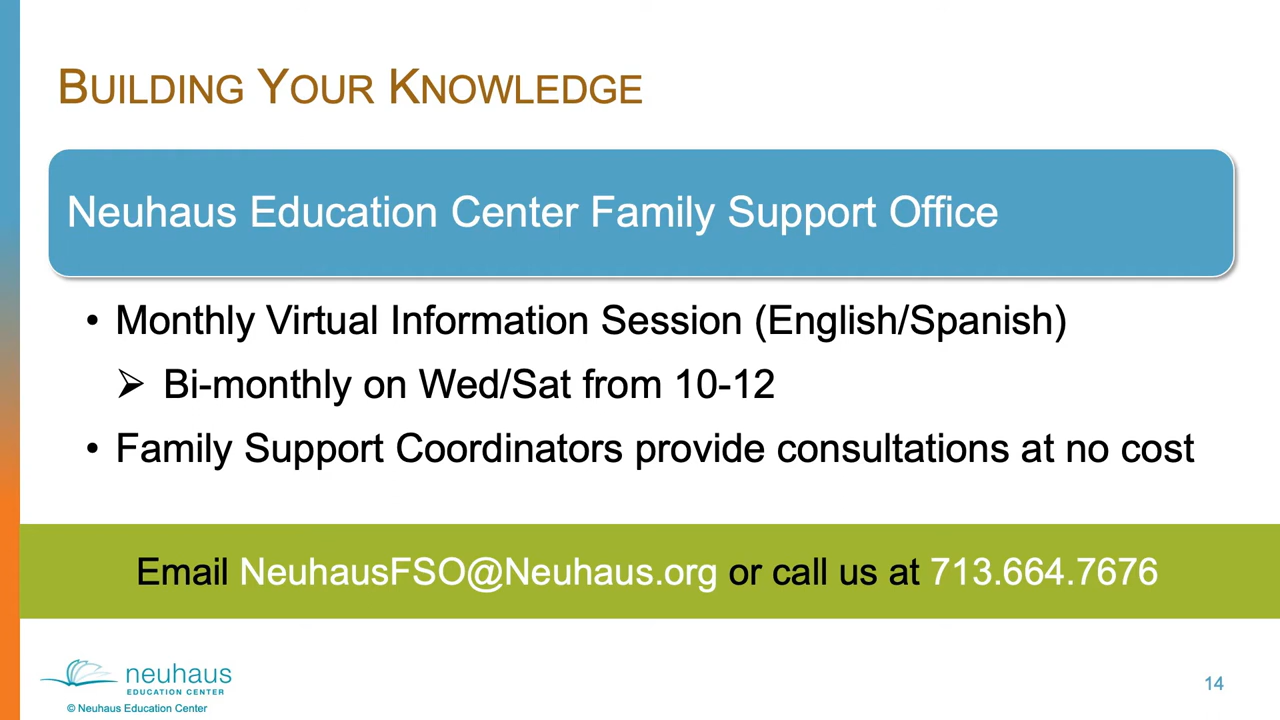 BUILDING YOUR KNOWLEDGE
Neuhaus Education Center Family Support Office
• Monthly Virtual Information Session (English/Spanish)
➢ Bi-monthly on Wed/Sat from 10-12
• Family Support Coordinators provide consultations at no cost
Email NeuhausFSO@Neuhaus.org or call us at 713.664.7676
neuhaus
EDUCATION CENTER
© Neuhaus Education Center
14